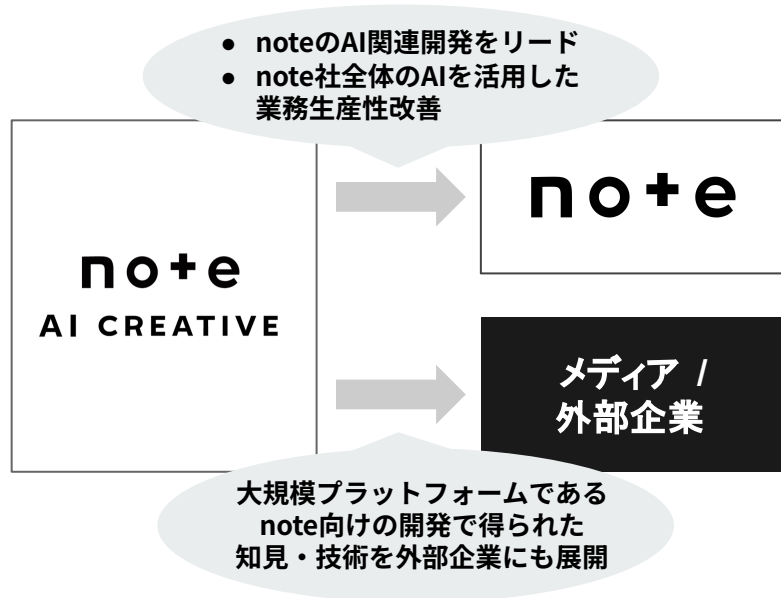 ● noteのAI関連開発をリード
● note社全体のAIを活用した
業務生産性改善
note
AI CREATIVE
note
メディア /
外部企業
大規模プラットフォームである
note向けの開発で得られた
知見・技術を外部企業にも展開